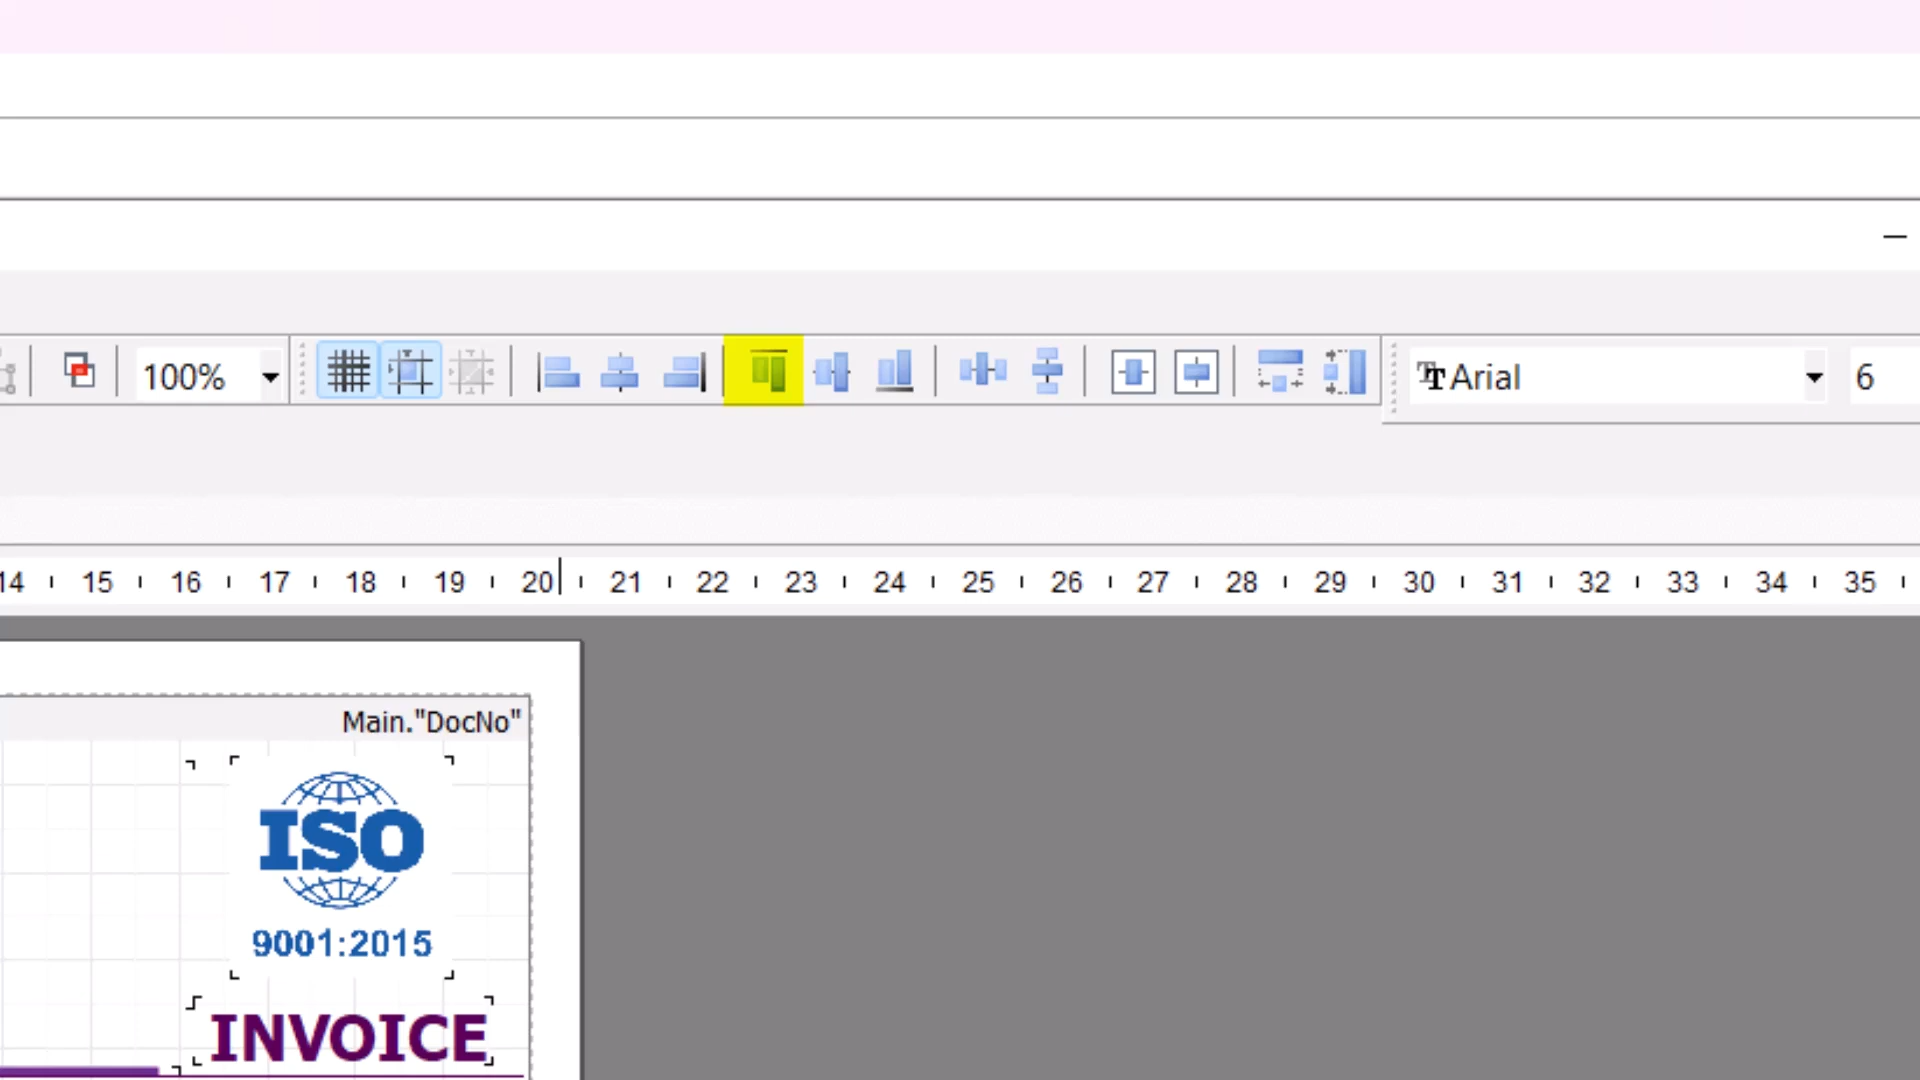 100%
Arial
6
14 15 16 17 18 19 20 21 22 23 24 25 26 27 28 29 30 31 32 33 34 35
Main."DocNo"
ISO
9001:2015
INVOICE